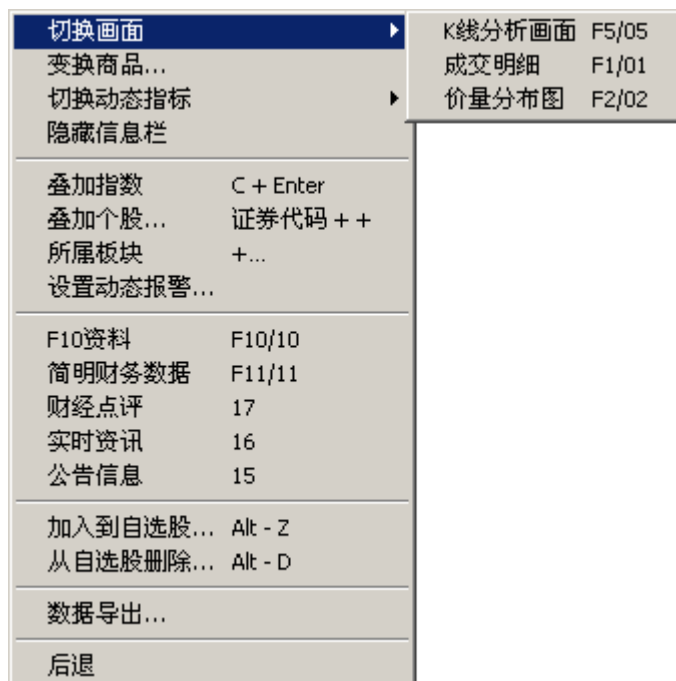 切换画面
K线分析画面 F5/05
变换商品...
成交明细 F1/01
切换动态指标
价量分布图 F2/02
隐藏信息栏
叠加指数 C + Enter
叠加个股... 证券代码 + +
所属板块 +...
设置动态报警...
F10资料 F10/10
简明财务数据 F11/11
财经点评 17
实时资讯 16
公告信息 15
加入到自选股... Alt - Z
从自选股删除... Alt - D
数据导出...
后退